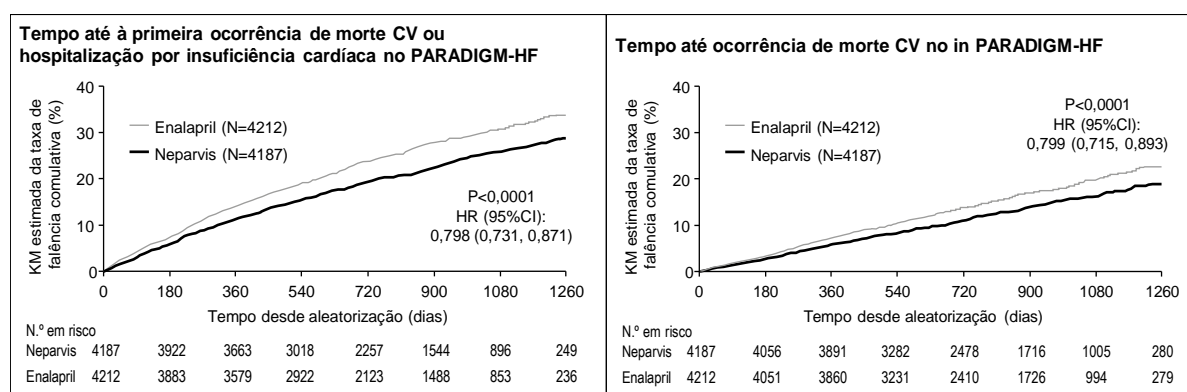 Tempo até à primeira ocorrência de morte CV ou
hospitalização por insuficiência cardíaca no PARADIGM-HF
KM estimada da taxa de
falência comulativa (%)
40
30
20
10
0
Enalapril (N=4212)
Neparvis (N=4187)
P<0,0001
HR (95%CI):
0,798 (0,731, 0,871)
0 180 360 540 720 900 1080 1260
Tempo desde aleatorização (dias)
N.º em risco
Neparvis 4187 3922 3663 3018 2257 1544 896 249
Enalapril 4212 3883 3579 2922 2123 1488 853 236
Tempo até ocorrência de morte CV no in PARADIGM-HF
KM estimada da taxa de
falência comulativa (%)
40
30
20
10
0
Enalapril (N=4212)
Neparvis (N=4187)
P<0,0001
HR (95%CI):
0,799 (0,715, 0,893)
0 180 360 540 720 900 1080 1260
Tempo desde aleatorização (dias)
N.º em risco
Neparvis 4187 4056 3891 3282 2478 1716 1005 280
Enalapril 4212 4051 3860 3231 2410 1726 994 279